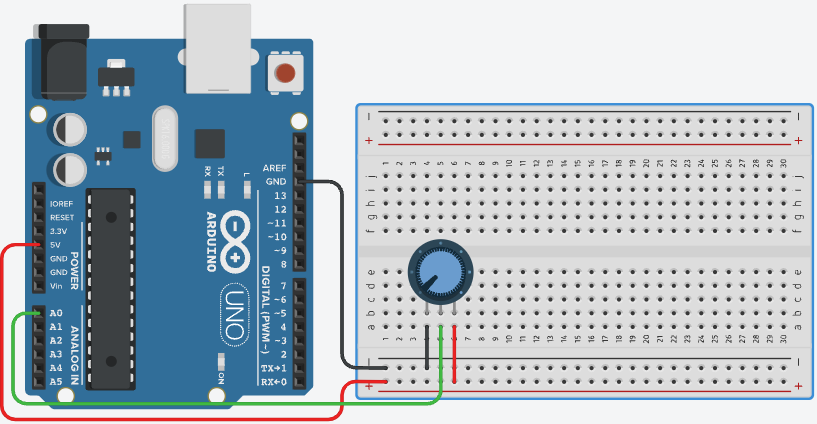 RX
TX
L
AREF
GND
13
12
~11
~10
~9
8
7
~6
~5
4
~3
2
TX→1
RX←0
DIGITAL (PWM~)
ARDUINO
UNO
ON
IOREF
RESET
3.3V
5V
GND
GND
Vin
POWER
A0
A1
A2
A3
A4
A5
ANALOG IN
− −
+ +
1 2 3 4 5 6 7 8 9 10 11 12 13 14 15 16 17 18 19 20 21 22 23 24 25 26 27 28 29 30
j j
i i
h h
g g
f f
e e
d d
c c
b b
a a
1 2 3 4 5 6 7 8 9 10 11 12 13 14 15 16 17 18 19 20 21 22 23 24 25 26 27 28 29 30
− −
+ +